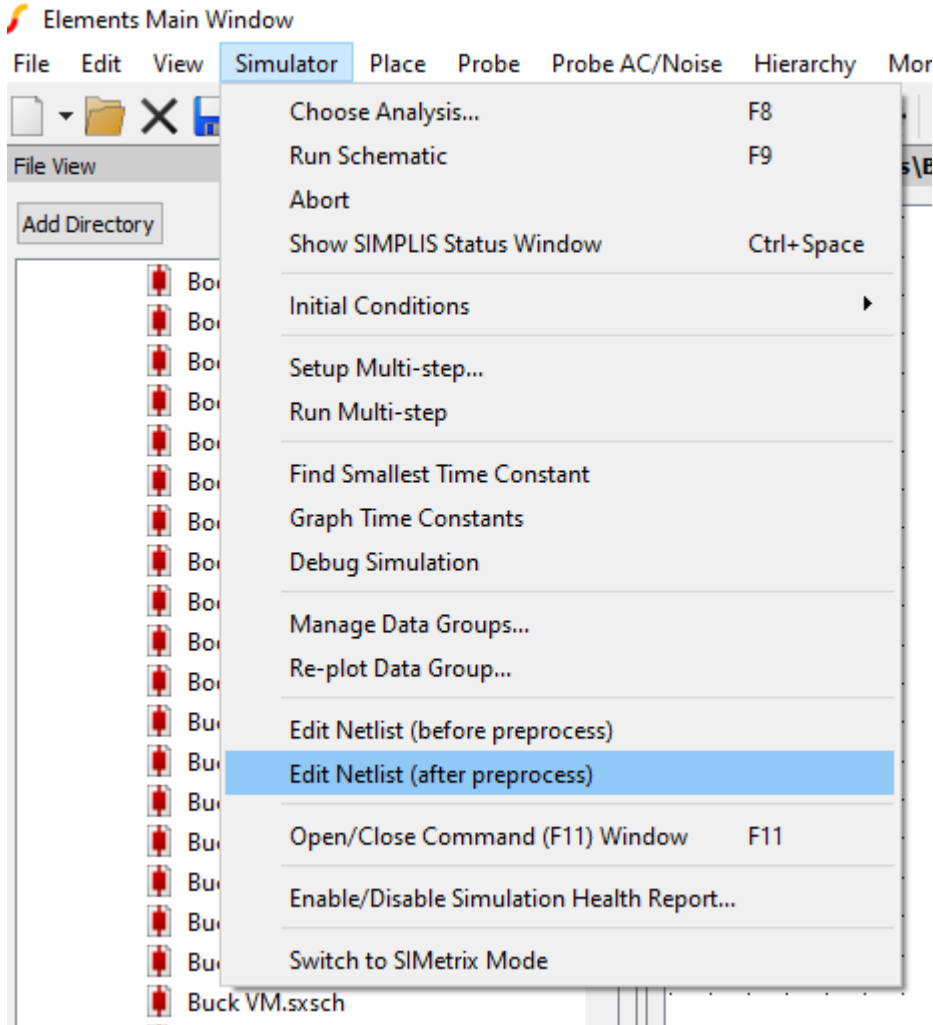 Elements Main Window
File Edit View Simulator Place Probe Probe AC/Noise Hierarchy
File View
Add Directory
Choose Analysis... F8
Run Schematic F9
Abort
Show SIMPLIS Status Window Ctrl+Space
Initial Conditions
Setup Multi-step...
Run Multi-step
Find Smallest Time Constant
Graph Time Constants
Debug Simulation
Manage Data Groups...
Re-plot Data Group...
Edit Netlist (before preprocess)
Edit Netlist (after preprocess)
Open/Close Command (F11) Window F11
Enable/Disable Simulation Health Report...
Switch to SIMetrix Mode
Buck VM.sxsch